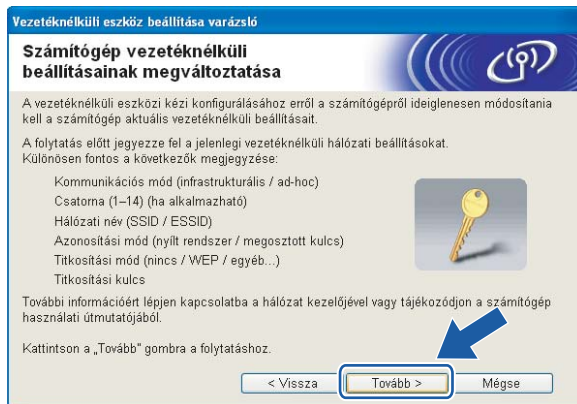 Vezetéknélküli eszköz beállítása varázsló
Számítógép vezetéknélküli
beállításainak megváltoztatása
A vezetéknélküli eszközi kézi konfigurálásához erről a számítógépről ideiglenesen módosítania
kell a számítógép aktuális vezetéknélküli beállításait.
A folytatás előtt jegyezze fel a jelenlegi vezetéknélküli hálózati beállításokat.
Különösen fontos a következők megjegyzése:
Kommunikációs mód (infrastrukturális / ad-hoc)
Csatorna (1–14) (ha alkalmazható)
Hálózati név (SSID / ESSID)
Azonosítási mód (nyílt rendszer / megosztott kulcs)
Titkosítási mód (nincs / WEP / egyéb...)
Titkosítási kulcs
További információért lépjen kapcsolatba a hálózat kezelőjével vagy tájékozódjon a számítógép
használati útmutatójából.
Kattintson a „Tovább” gombra a folytatáshoz.
< Vissza
Tovább >
Mégse